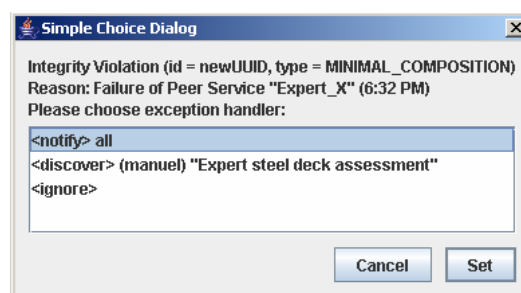 Simple Choice Dialog
Integrity Violation (id = newUUID, type = MINIMAL_COMPOSITION)
Reason: Failure of Peer Service "Expert_X" (6:32 PM)
Please choose exception handler:
<notify> all
<discover> (manuel) "Expert steel deck assessment"
<ignore>
Cancel Set